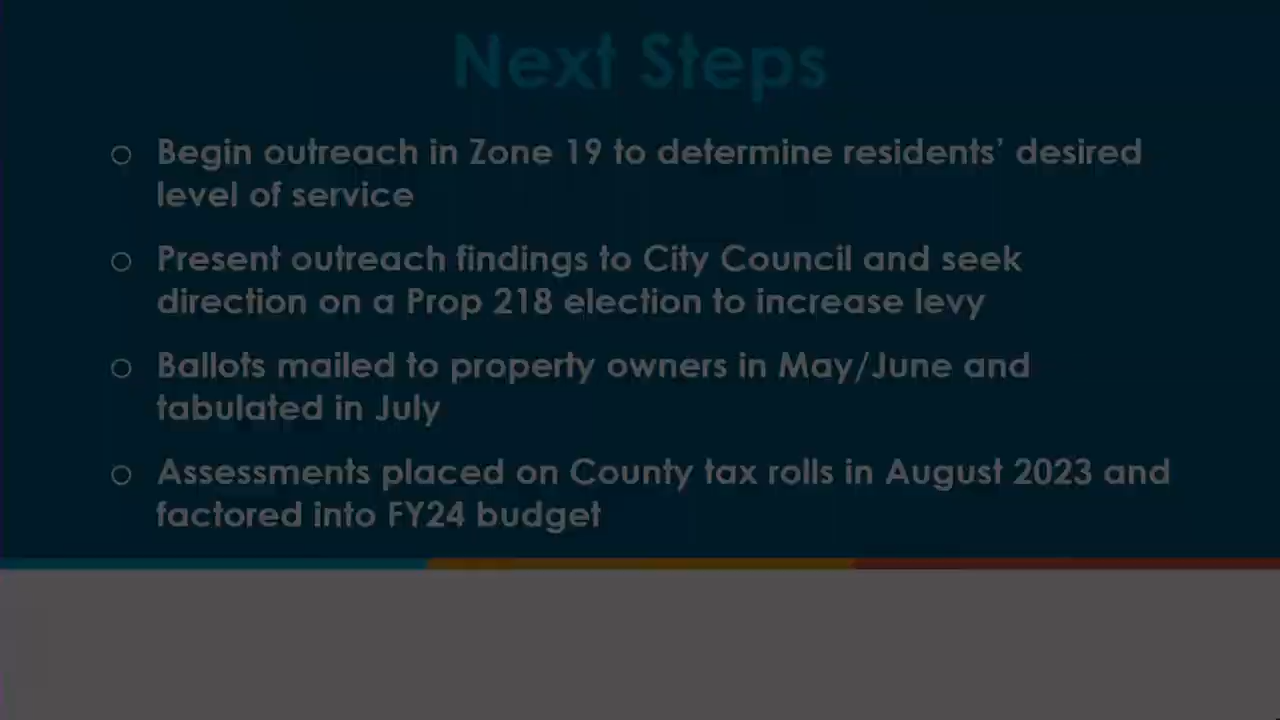 Next Steps
o Begin outreach in Zone 19 to determine residents’ desired
level of service
o Present outreach findings to City Council and seek
direction on a Prop 218 election to increase levy
o Ballots mailed to property owners in May/June and
tabulated in July
o Assessments placed on County tax rolls in August 2023 and
factored into FY24 budget